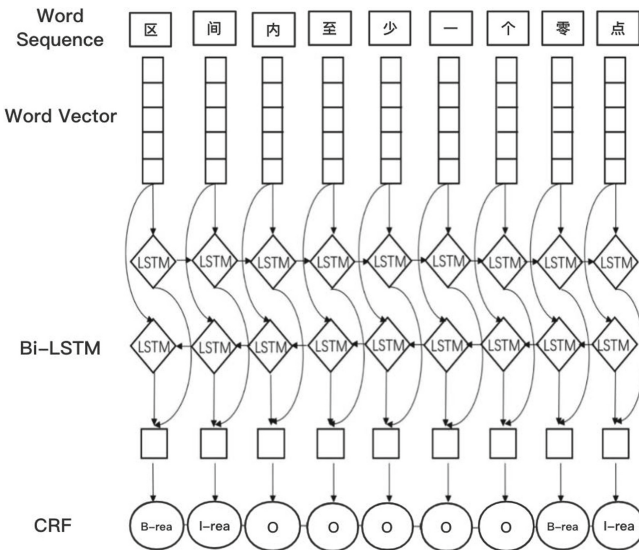 Word Sequence
区 间 内 至 少 一 个 零 点
Word Vector
LSTM LSTM LSTM LSTM LSTM LSTM LSTM LSTM LSTM
Bi-LSTM
LSTM LSTM LSTM LSTM LSTM LSTM LSTM LSTM LSTM
CRF
B-rea I-rea O O O O O B-rea I-rea